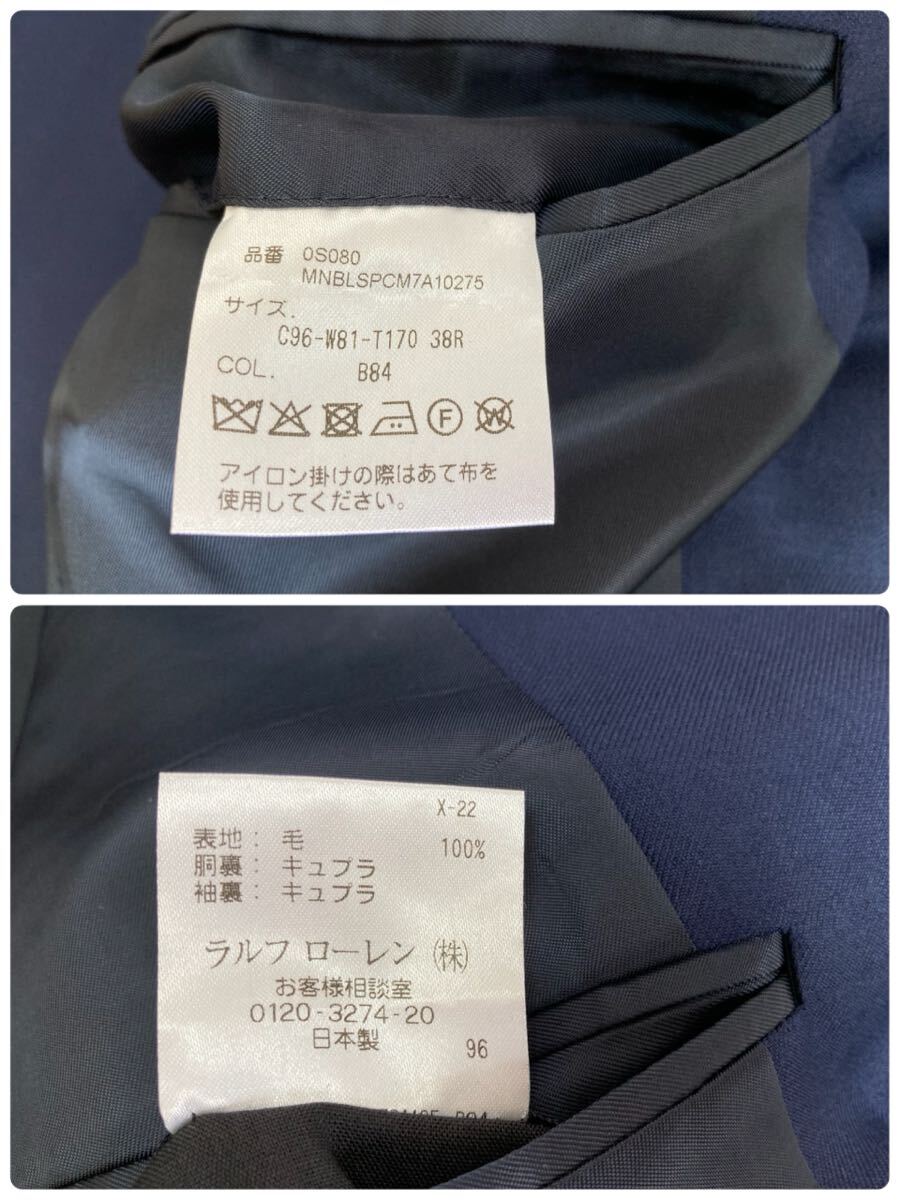 品番 0S080
MNBLSPCM7A10275
サイズ.
C96-W81-T170 38R
COL. B84
F W
アイロン掛けの際はあて布を
使用してください。
X-22
表地: 毛 100%
胴裏: キュプラ
袖裏: キュプラ
ラルフ ローレン (株)
お客様相談室
0120-3274-20
日本製
96